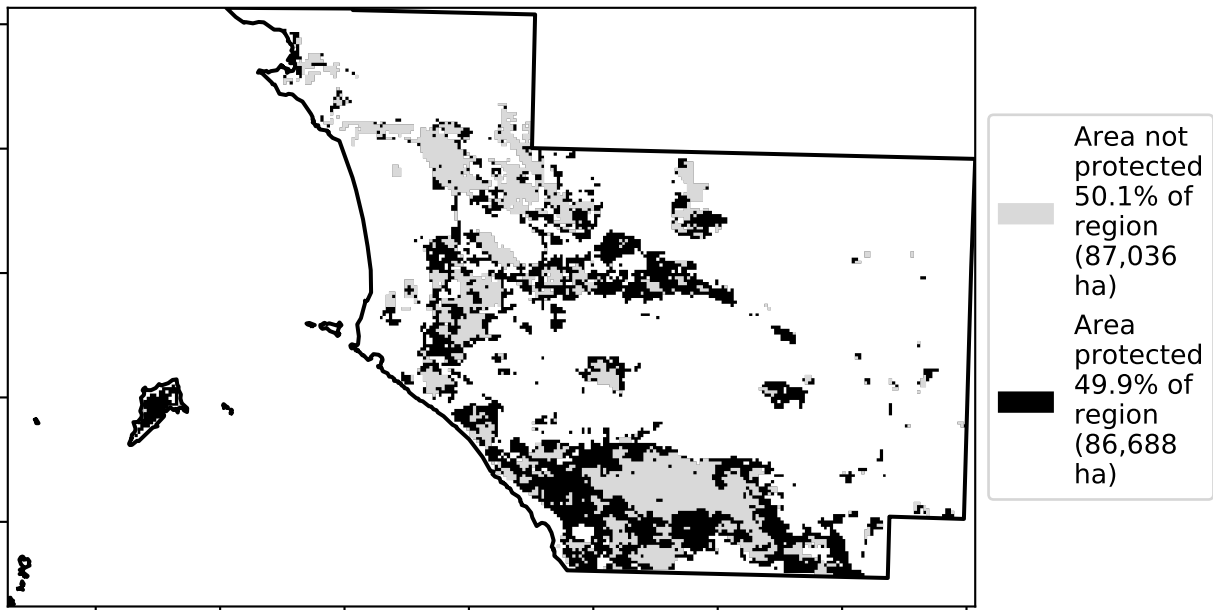 Area not
protected
50.1% of
region
(87,036
ha)
Area
protected
49.9% of
region
(86,688
ha)